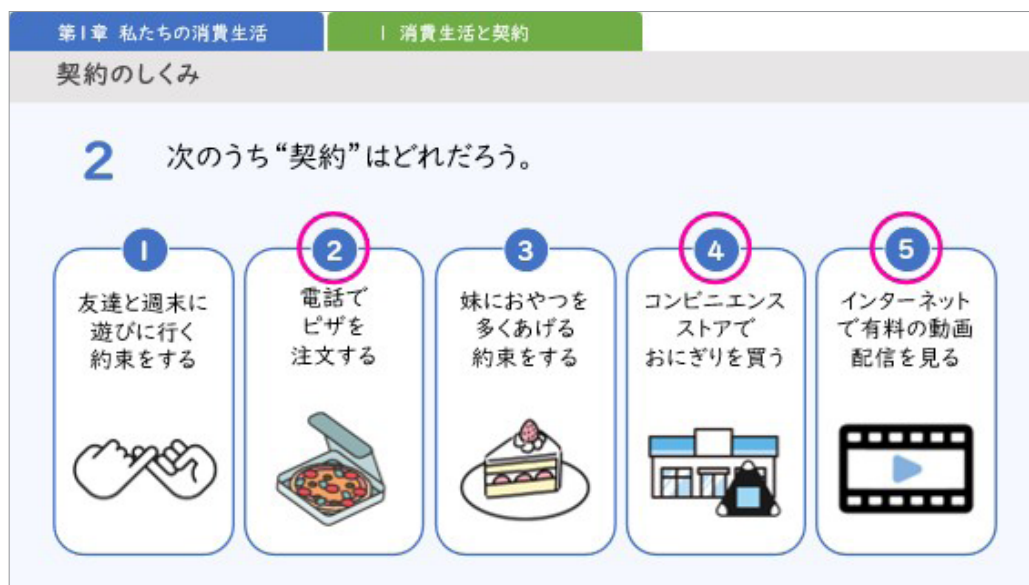 第1章 私たちの消費生活
1 消費生活と契約
契約のしくみ
2 次のうち“契約”はどれだろう。
1
友達と週末に
遊びに行く
約束をする
2
電話で
ピザを
注文する
3
妹におやつを
多くあげる
約束をする
4
コンビニエンス
ストアで
おにぎりを買う
5
インターネット
で有料の動画
配信を見る